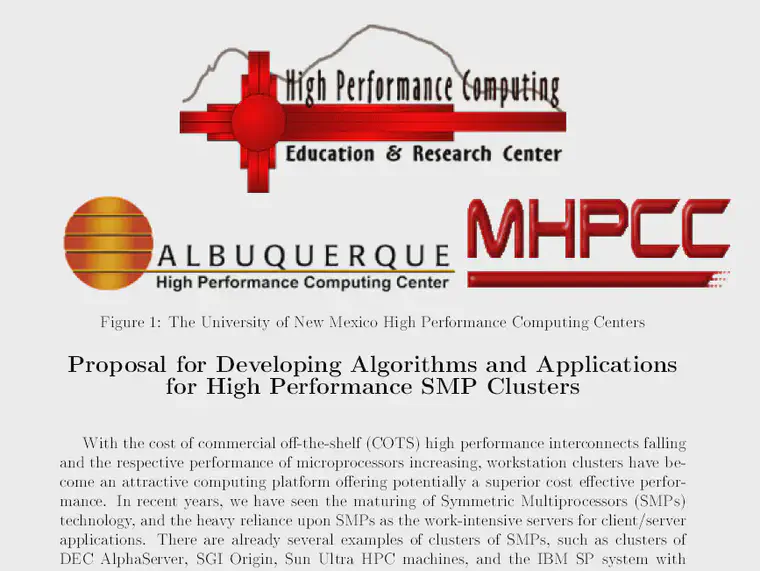 High Performance Computing
Education & Research Center
ALBUQUERQUE
High Performance Computing Center
MHPCC
Figure 1: The University of New Mexico High Performance Computing Centers
Proposal for Developing Algorithms and Applications
for High Performance SMP Clusters
With the cost of commercial off-the-shelf (COTS) high performance interconnects falling
and the respective performance of microprocessors increasing, workstation clusters have be-
come an attractive computing platform offering potentially a superior cost effective perfor-
mance. In recent years, we have seen the maturing of Symmetric Multiprocessors (SMPs)
technology, and the heavy reliance upon SMPs as the work-intensive servers for client/server
applications. There are already several examples of clusters of SMPs, such as clusters of
DEC AlphaServer, SGI Origin, Sun Ultra HPC machines, and the IBM SP system with